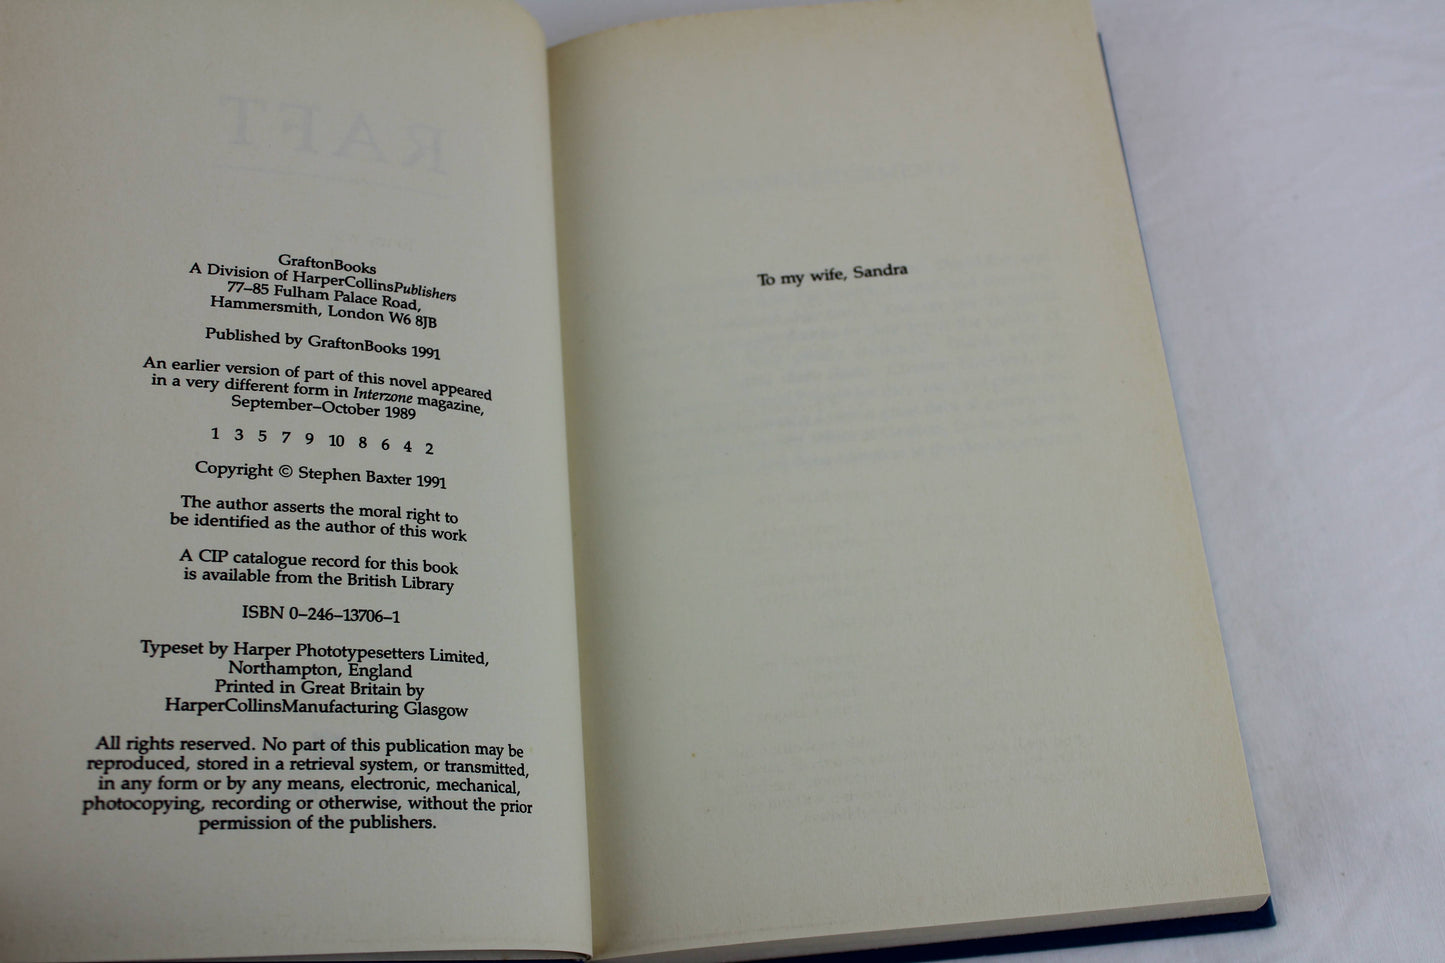 RAFT
GraftonBooks
A Division of HarperCollinsPublishers
77–85 Fulham Palace Road,
Hammersmith, London W6 8JB
Published by GraftonBooks 1991
An earlier version of part of this novel appeared
in a very different form in Interzone magazine,
September–October 1989
1 3 5 7 9 10 8 6 4 2
Copyright © Stephen Baxter 1991
The author asserts the moral right to
be identified as the author of this work
A CIP catalogue record for this book
is available from the British Library
ISBN 0–246–13706–1
Typeset by Harper Phototypesetters Limited,
Northampton, England
Printed in Great Britain by
HarperCollinsManufacturing Glasgow
All rights reserved. No part of this publication may be
reproduced, stored in a retrieval system, or transmitted,
in any form or by any means, electronic, mechanical,
photocopying, recording or otherwise, without the prior
permission of the publishers.
To my wife, Sandra